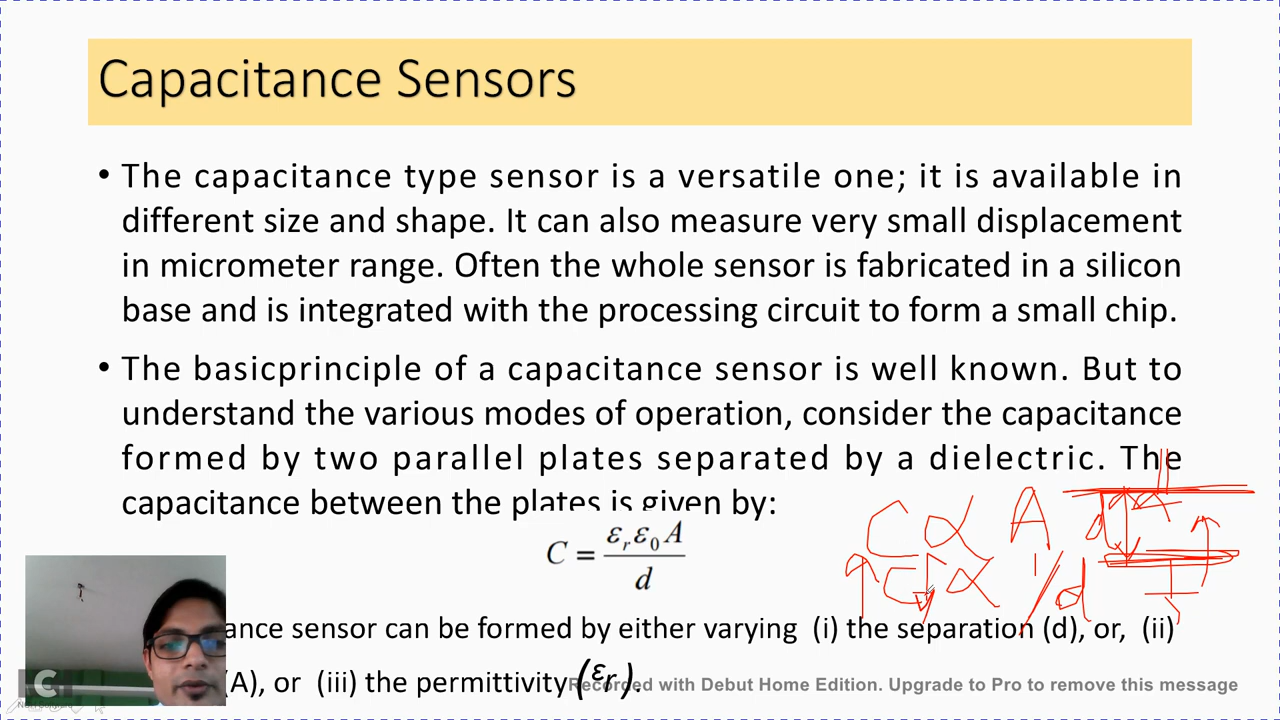 Capacitance Sensors
• The capacitance type sensor is a versatile one; it is available in
different size and shape. It can also measure very small displacement
in micrometer range. Often the whole sensor is fabricated in a silicon
base and is integrated with the processing circuit to form a small chip.
• The basicprinciple of a capacitance sensor is well known. But to
understand the various modes of operation, consider the capacitance
formed by two parallel plates separated by a dielectric. The
capacitance between the plates is given by:
C = εr ε0 A / d
C α A
d
↑ C ↓ α 1/d
ance sensor can be formed by either varying (i) the separation (d), or, (ii)
(A), or (iii) the permittivity (εr).
Recorded with Debut Home Edition. Upgrade to Pro to remove this message